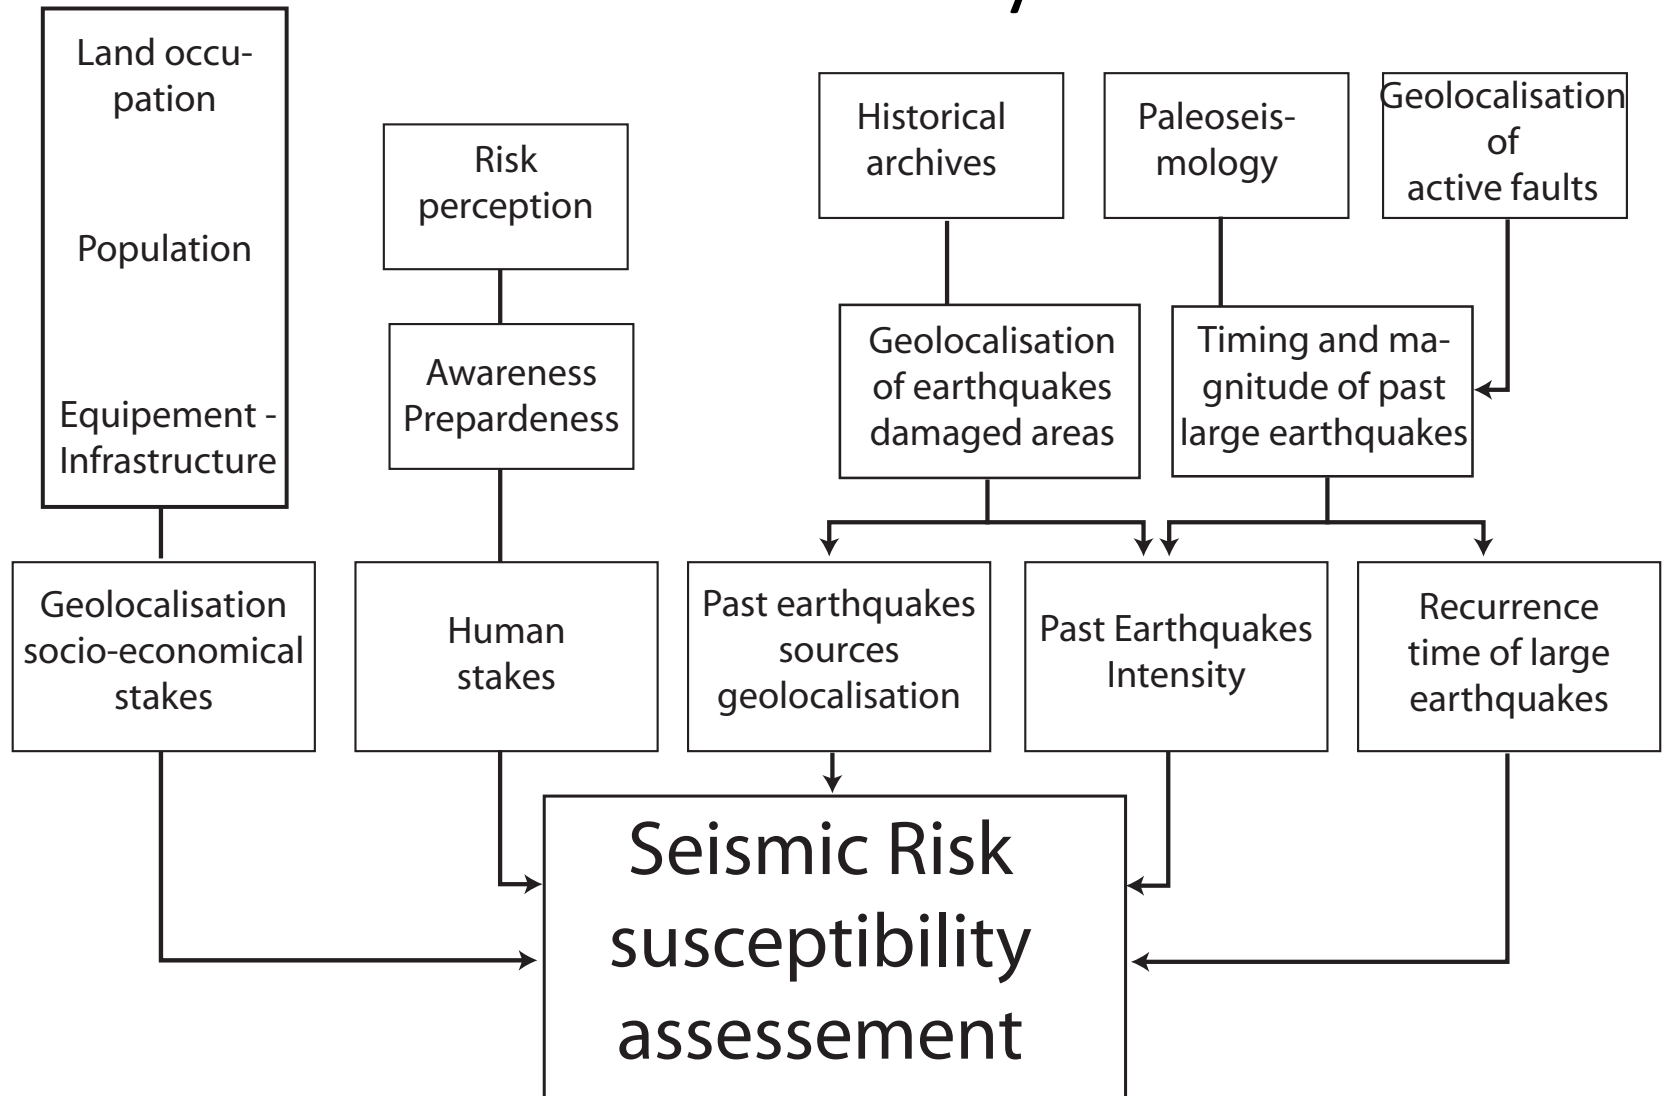 Land occu-
pation
Population
Equipement -
Infrastructure
Risk
perception
Awareness
Prepardeness
Historical
archives
Paleoseis-
mology
Geolocalisation
of
active faults
Geolocalisation
of earthquakes
damaged areas
Timing and ma-
gnitude of past
large earthquakes
Geolocalisation
socio-economical
stakes
Human
stakes
Past earthquakes
sources
geolocalisation
Past Earthquakes
Intensity
Recurrence
time of large
earthquakes
Seismic Risk
susceptibility
assessement